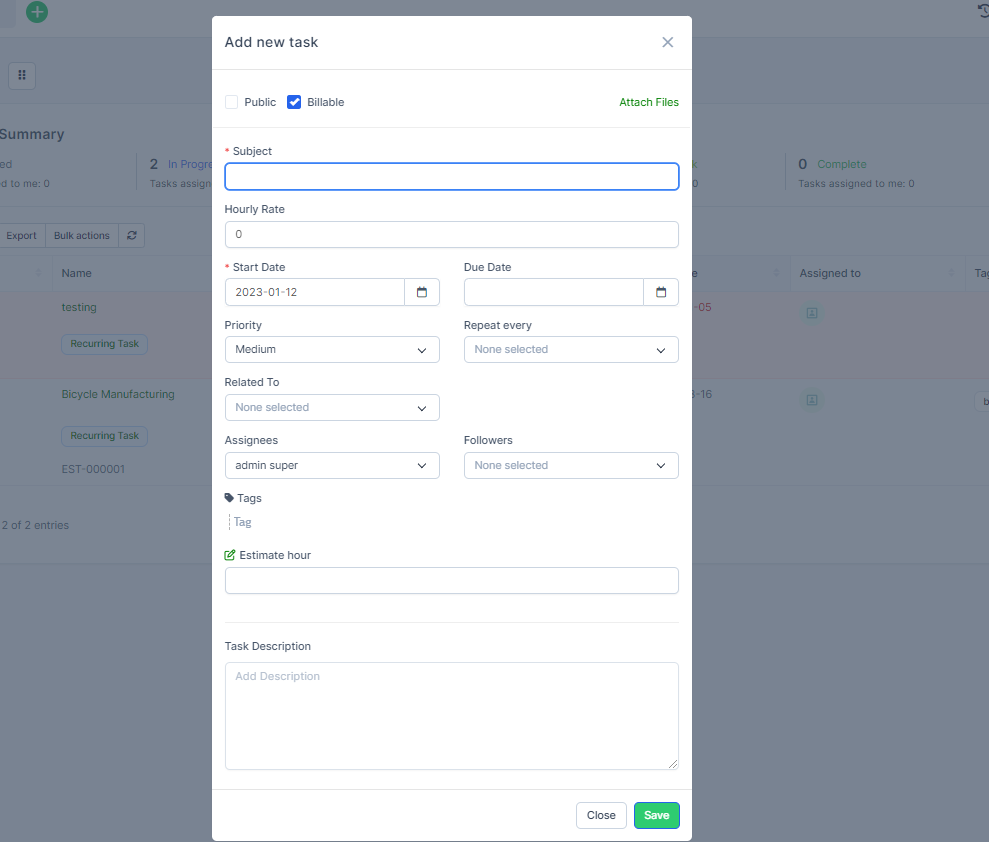 Add new task
Public Billable Attach Files
Summary
2 In Progre
0 Complete
ed to me: 0
Tasks assign
0
Tasks assigned to me: 0
* Subject
Hourly Rate
0
Export Bulk actions
* Start Date Due Date
2023-01-12
Name
Assigned to
testing
-05
Recurring Task
Priority Repeat every
Medium None selected
Related To
None selected
Bicycle Manufacturing
-16
Recurring Task
EST-000001
Assignees Followers
admin super None selected
Tags
Tag
2 of 2 entries
Estimate hour
Task Description
Add Description
Close Save